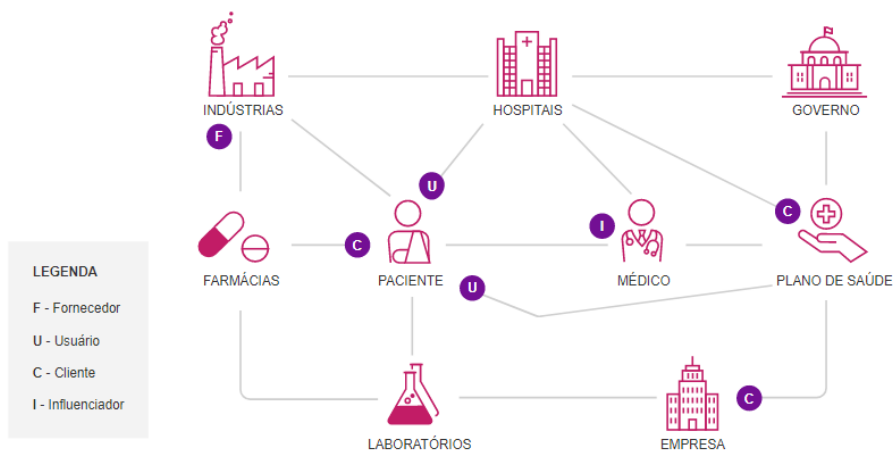 INDÚSTRIAS
HOSPITAIS
GOVERNO
F
U
C
I
C
FARMÁCIAS
PACIENTE
MÉDICO
PLANO DE SAÚDE
U
LEGENDA
F - Fornecedor
U - Usuário
C - Cliente
I - Influenciador
C
LABORATÓRIOS
EMPRESA